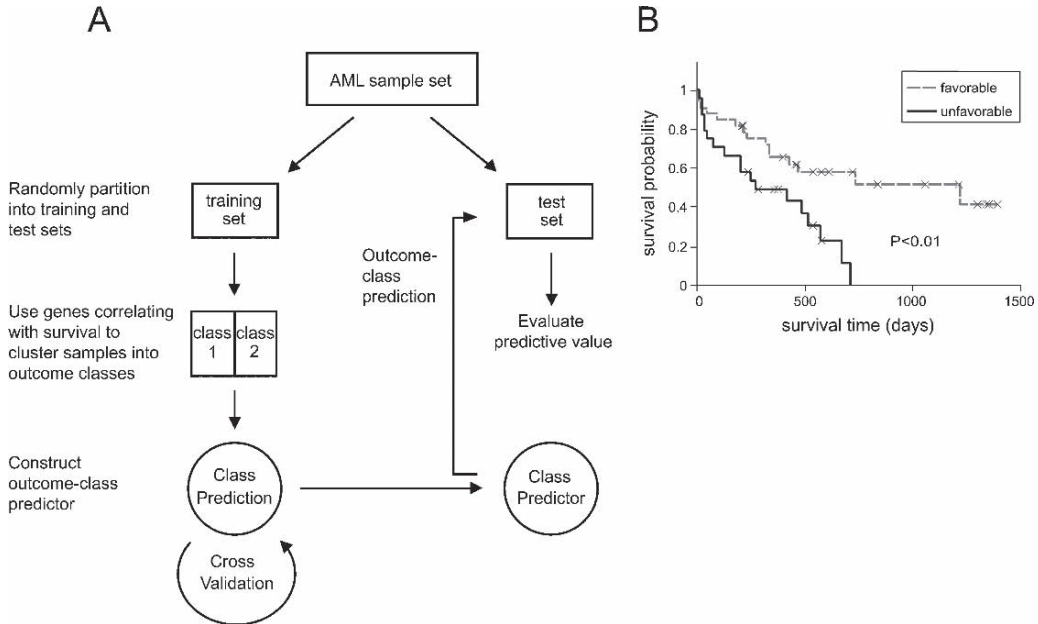 A
AML sample set
Randomly partition
into training and
test sets
training
set
test
set
Outcome-
class
prediction
Use genes correlating
with survival to
cluster samples into
outcome classes
class
1
class
2
Evaluate
predictive value
Construct
outcome-class
predictor
Class
Prediction
Class
Predictor
Cross
Validation
B
favorable
unfavorable
survival probability
1
0.8
0.6
0.4
0.2
0
P<0.01
0
500
1000
1500
survival time (days)